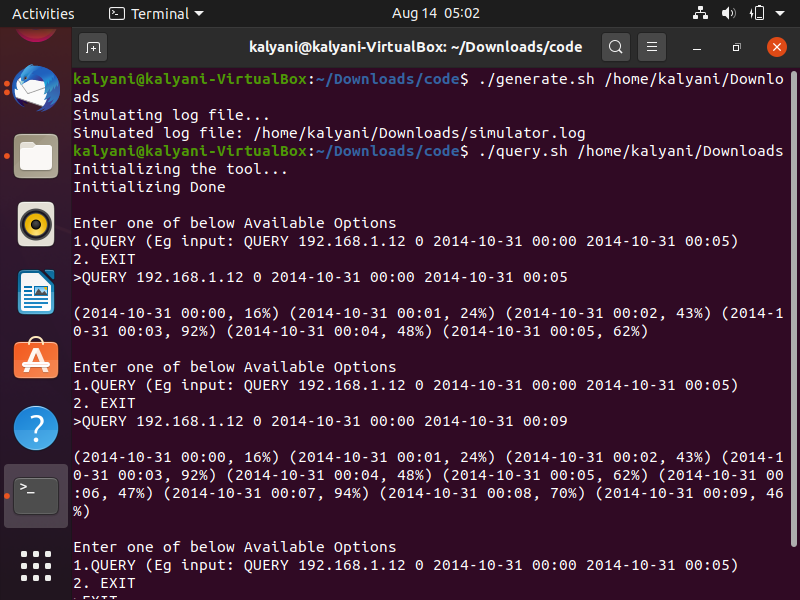 Activities
Terminal
Aug 14 05:02
kalyani@kalyani-VirtualBox: ~/Downloads/code
kalyani@kalyani-VirtualBox:~/Downloads/code$ ./generate.sh /home/kalyani/Downlo
ads
Simulating log file...
Simulated log file: /home/kalyani/Downloads/simulator.log
kalyani@kalyani-VirtualBox:~/Downloads/code$ ./query.sh /home/kalyani/Downloads
Initializing the tool...
Initializing Done
Enter one of below Available Options
1.QUERY (Eg input: QUERY 192.168.1.12 0 2014-10-31 00:00 2014-10-31 00:05)
2. EXIT
>QUERY 192.168.1.12 0 2014-10-31 00:00 2014-10-31 00:05
(2014-10-31 00:00, 16%) (2014-10-31 00:01, 24%) (2014-10-31 00:02, 43%) (2014-1
0-31 00:03, 92%) (2014-10-31 00:04, 48%) (2014-10-31 00:05, 62%)
Enter one of below Available Options
1.QUERY (Eg input: QUERY 192.168.1.12 0 2014-10-31 00:00 2014-10-31 00:05)
2. EXIT
>QUERY 192.168.1.12 0 2014-10-31 00:00 2014-10-31 00:09
(2014-10-31 00:00, 16%) (2014-10-31 00:01, 24%) (2014-10-31 00:02, 43%) (2014-1
0-31 00:03, 92%) (2014-10-31 00:04, 48%) (2014-10-31 00:05, 62%) (2014-10-31 00
:06, 47%) (2014-10-31 00:07, 94%) (2014-10-31 00:08, 70%) (2014-10-31 00:09, 46
%)
Enter one of below Available Options
1.QUERY (Eg input: QUERY 192.168.1.12 0 2014-10-31 00:00 2014-10-31 00:05)
2. EXIT
>EXIT